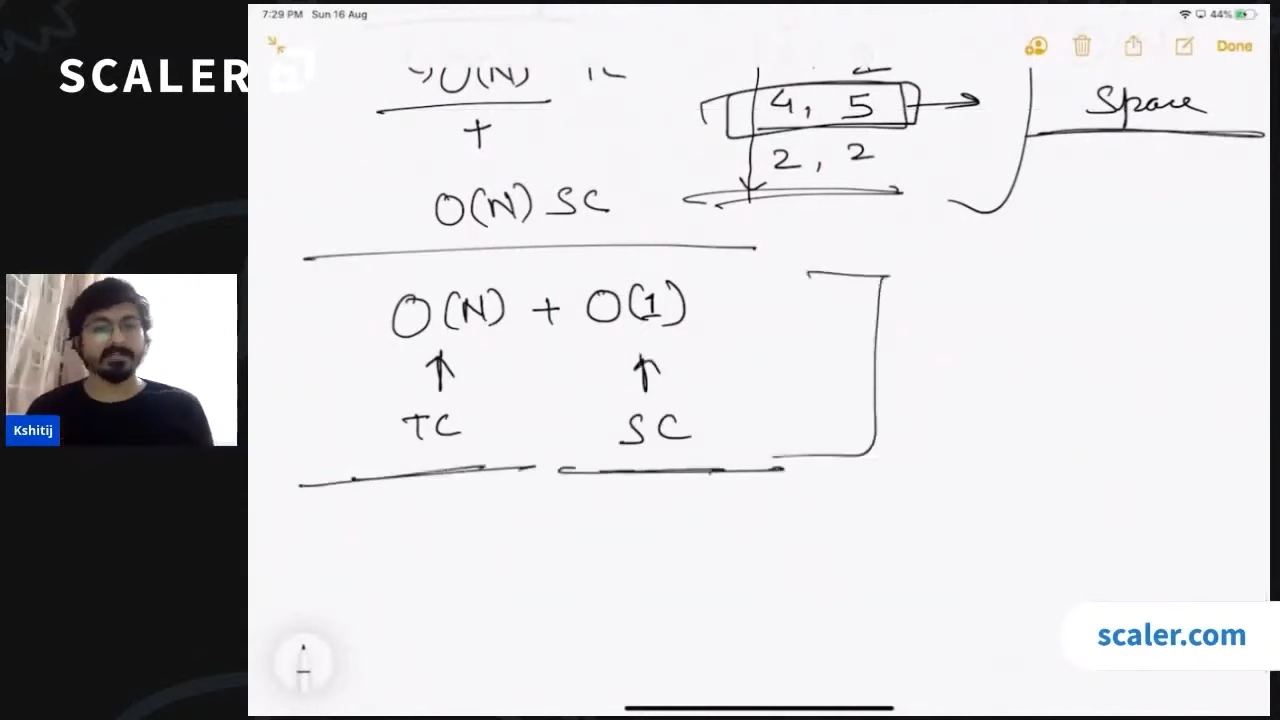 7:29 PM Sun 16 Aug
44%
SCALER
Done
O(N)
4, 5
Space
+
2, 2
O(N) SC
O(N) + O(1)
TC SC
Kshitij
scaler.com